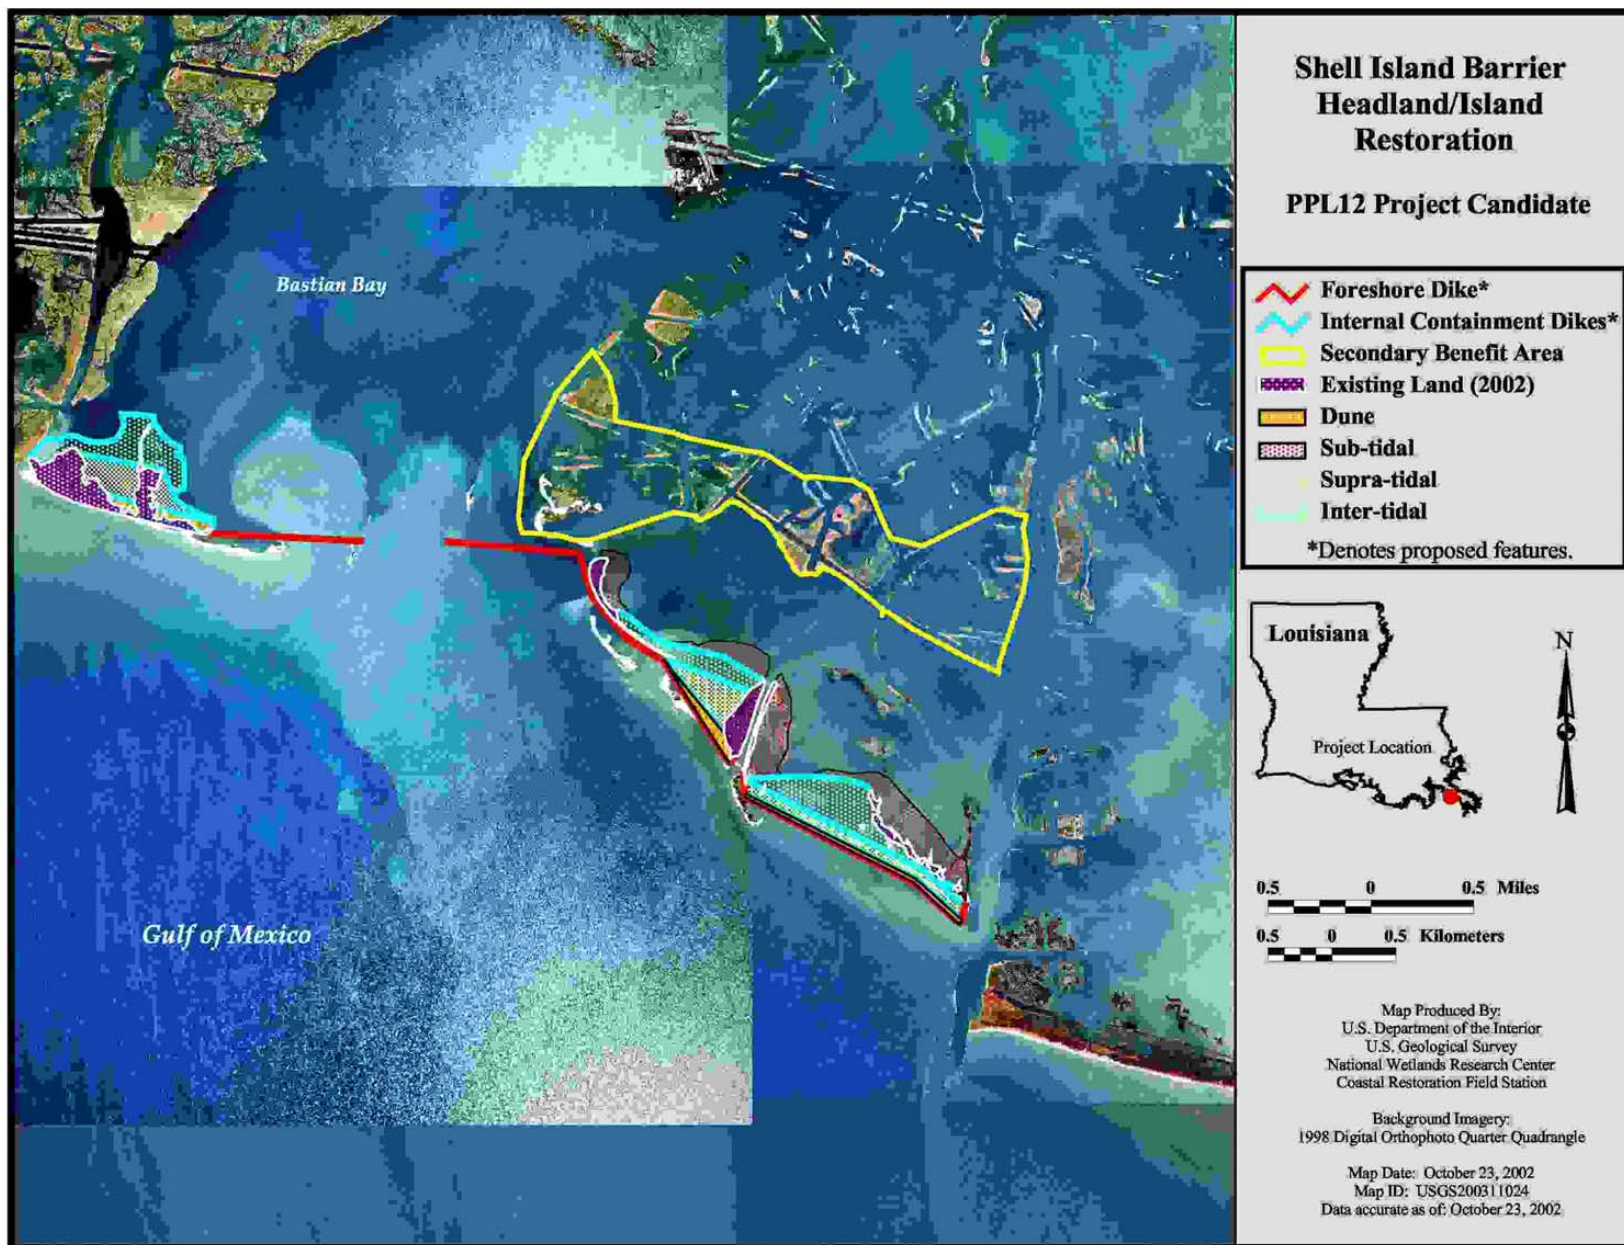 Shell Island Barrier
Headland/Island
Restoration
PPL12 Project Candidate
Foreshore Dike*
Internal Containment Dikes*
Secondary Benefit Area
Existing Land (2002)
Dune
Sub-tidal
Supra-tidal
Inter-tidal
*Denotes proposed features.
Bastian Bay
Gulf of Mexico
Louisiana
Project Location
N
0.5 0 0.5 Miles
0.5 0 0.5 Kilometers
Map Produced By:
U.S. Department of the Interior
U.S. Geological Survey
National Wetlands Research Center
Coastal Restoration Field Station
Background Imagery:
1998 Digital Orthophoto Quarter Quadrangle
Map Date: October 23, 2002
Map ID: USGS200311024
Data accurate as of: October 23, 2002